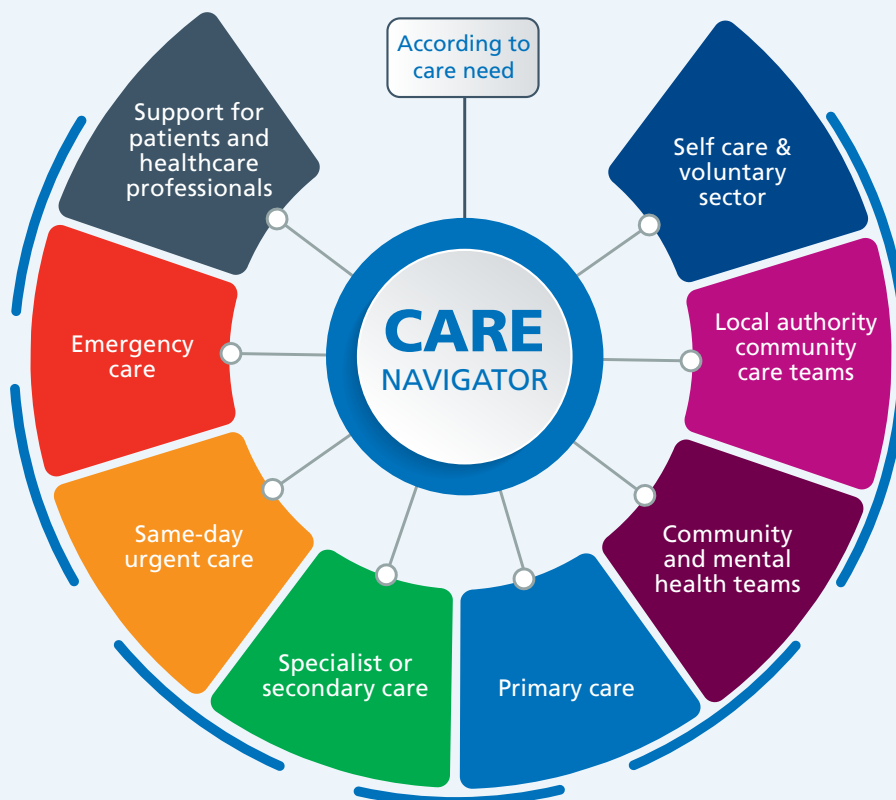 According to
care need
Support for
patients and
healthcare
professionals
Self care &
voluntary
sector
CARE
NAVIGATOR
Emergency
care
Local authority
community
care teams
Same-day
urgent care
Community
and mental
health teams
Specialist or
secondary care
Primary care